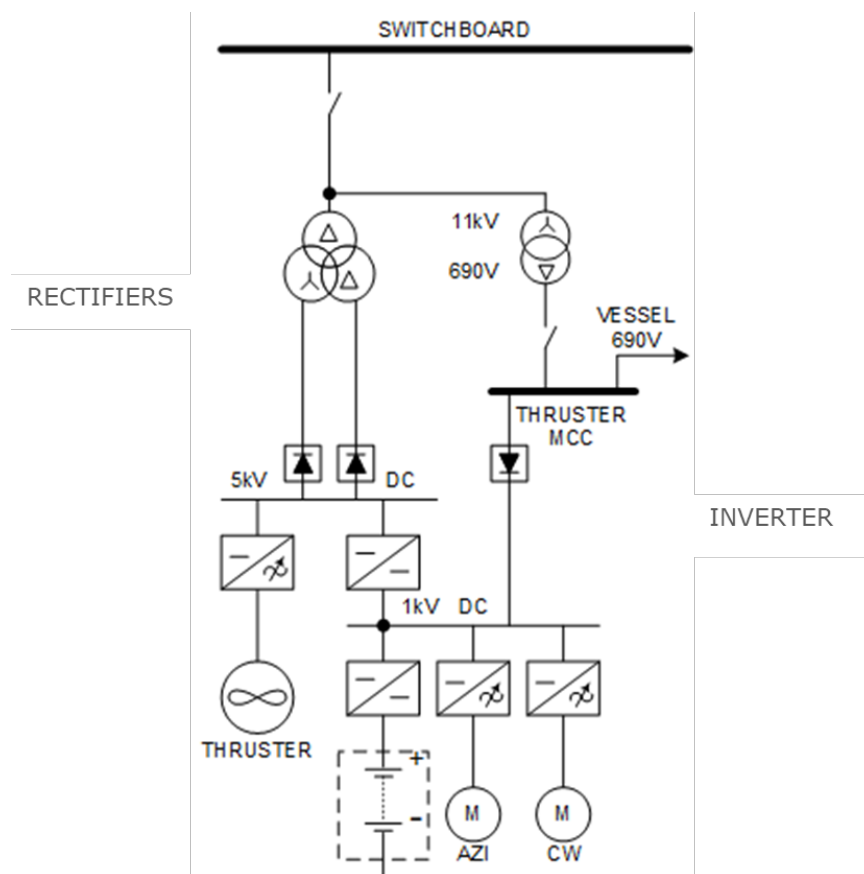 SWITCHBOARD
11kV
690V
RECTIFIERS
VESSEL
690V
THRUSTER
MCC
5kV DC
INVERTER
1kV DC
THRUSTER
+
-
M
M
AZI
CW